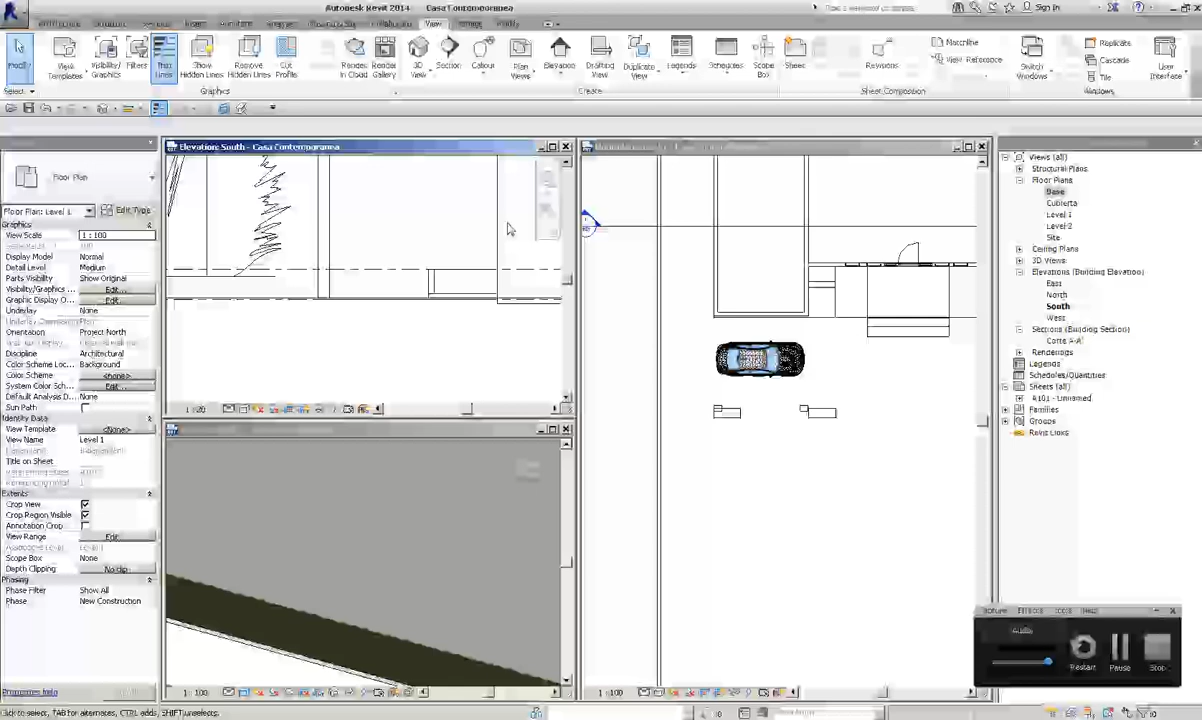 Autodesk Revit 2014
Casa Contemporanea
Sign In
View
Modify
Select
View
Templates
Visibility/
Graphics
Filters
Thin
Lines
Show
Hidden Lines
Remove
Hidden Lines
Cut
Profile
Graphics
Render
in Cloud
Render
Gallery
3D
View
Section
Callout
Plan
Views
Elevation
Drafting
View
Duplicate
View
Legends
Schedules
Scope
Box
Create
Sheet
Revisions
Matchline
View Reference
Sheet Composition
Switch
Windows
Replicate
Cascade
Tile
Windows
User
Interface
Floor Plan
Floor Plan: Level 1
Edit Type
Graphics
View Scale 1 : 100
Display Model Normal
Detail Level Medium
Parts Visibility Show Original
Visibility/Graphics ... Edit...
Graphic Display O... Edit...
Underlay None
Orientation Project North
Discipline Architectural
Color Scheme Loc... Background
Color Scheme <none>
System Color Sch... Edit...
Default Analysis D... None
Sun Path
Identity Data
View Template <None>
View Name Level 1
Title on Sheet
Extents
Crop View
Crop Region Visible
Annotation Crop
View Range Edit...
Scope Box None
Depth Clipping No clip
Phasing
Phase Filter Show All
Phase New Construction
Properties help
Elevation: South - Casa Contemporanea
1 : 20
1 : 100
1 : 100
Views (all)
Structural Plans
Floor Plans
Base
Cubierta
Level 1
Level 2
Site
Ceiling Plans
3D Views
Elevations (Building Elevation)
East
North
South
West
Sections (Building Section)
Corte A-A'
Renderings
Legends
Schedules/Quantities
Sheets (all)
A101 - Unnamed
Families
Groups
Revit Links
Effects Tools Help
Audio
Restart
Pause
Stop
Click to select, TAB for alternates, CTRL adds, SHIFT unselects.